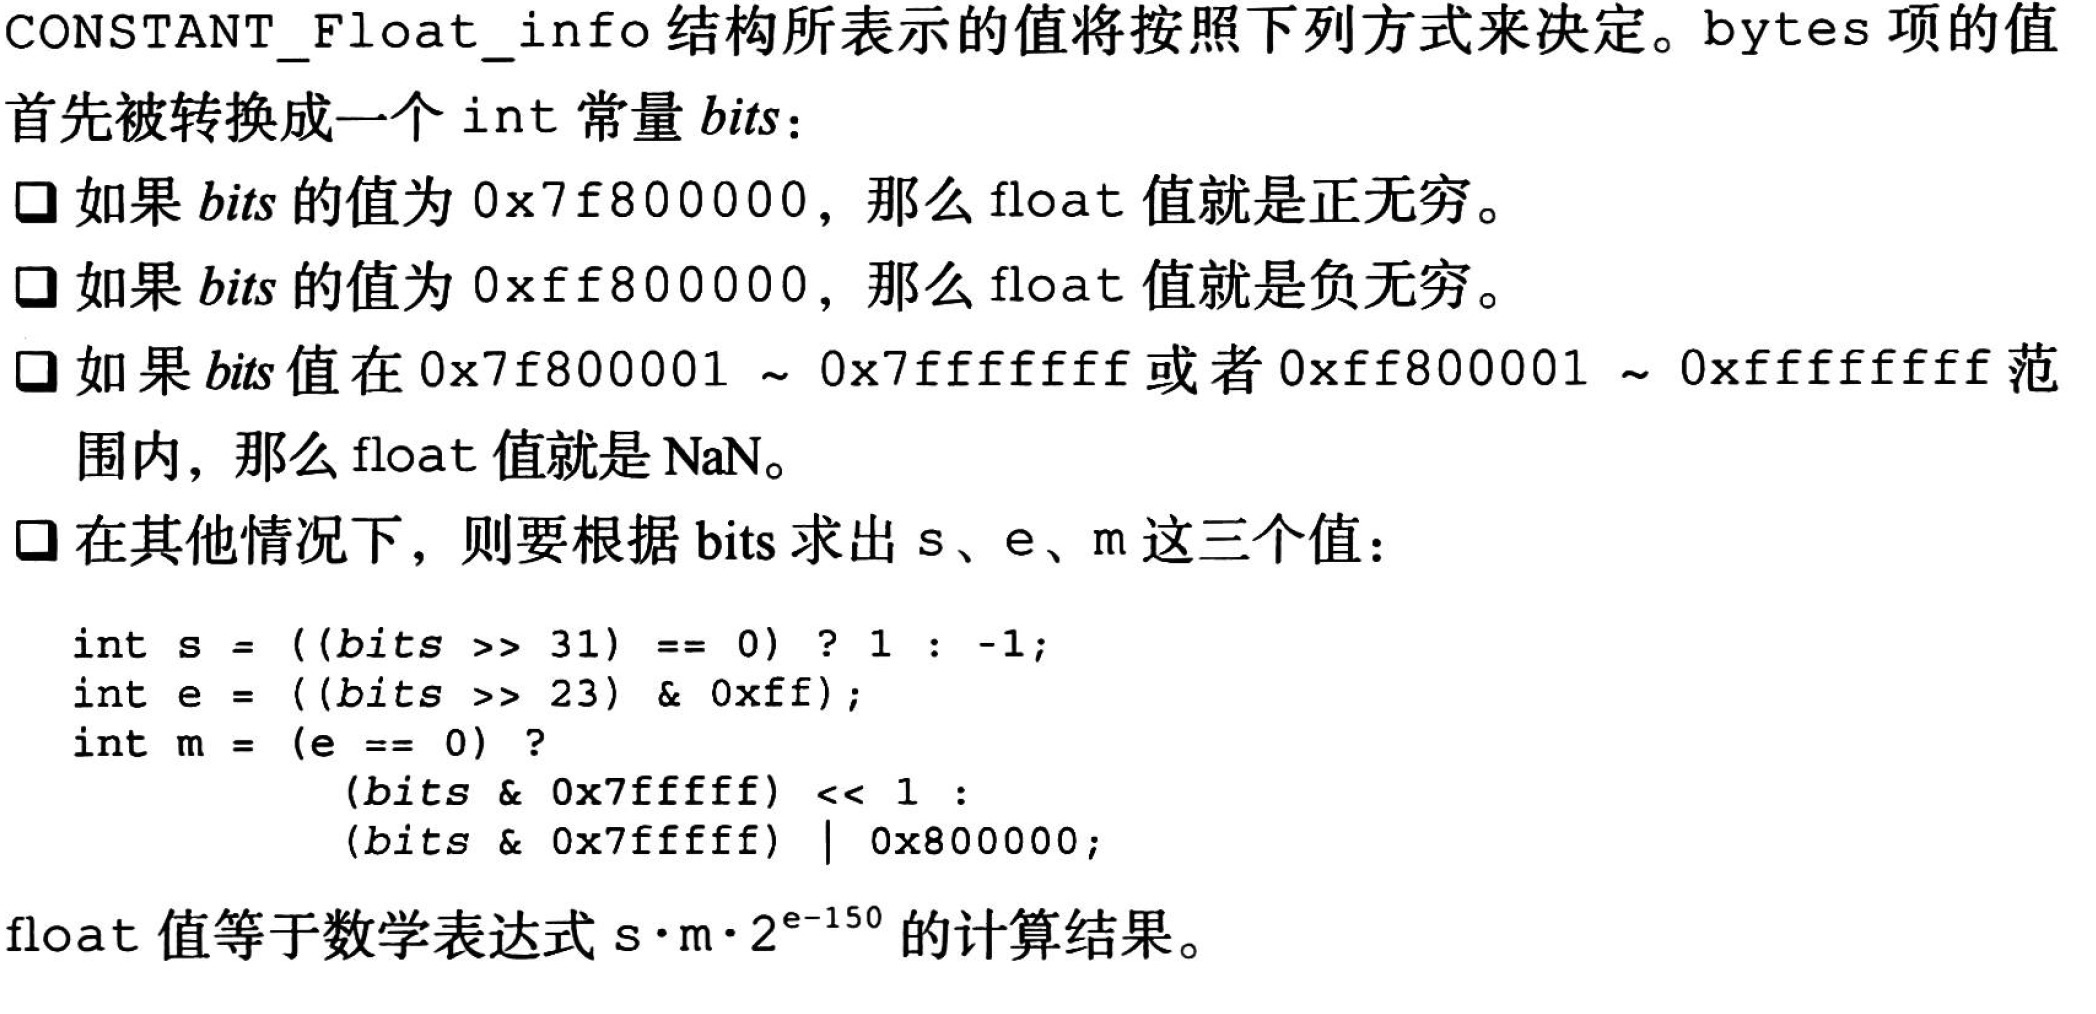 CONSTANT_Float_info 结构所表示的值将按照下列方式来决定。bytes 项的值
首先被转换成一个 int 常量 bits：
❏ 如果 bits 的值为 0x7f800000，那么 float 值就是正无穷。
❏ 如果 bits 的值为 0xff800000，那么 float 值就是负无穷。
❏ 如果 bits 值在 0x7f800001 ~ 0x7fffffff 或者 0xff800001 ~ 0xffffffff 范
围内，那么 float 值就是 NaN。
❏ 在其他情况下，则要根据 bits 求出 s、e、m 这三个值：
int s = ((bits >> 31) == 0) ? 1 : -1;
int e = ((bits >> 23) & 0xff);
int m = (e == 0) ?
(bits & 0x7fffff) << 1 :
(bits & 0x7fffff) | 0x800000;
float 值等于数学表达式 s·m·2^{e-150} 的计算结果。